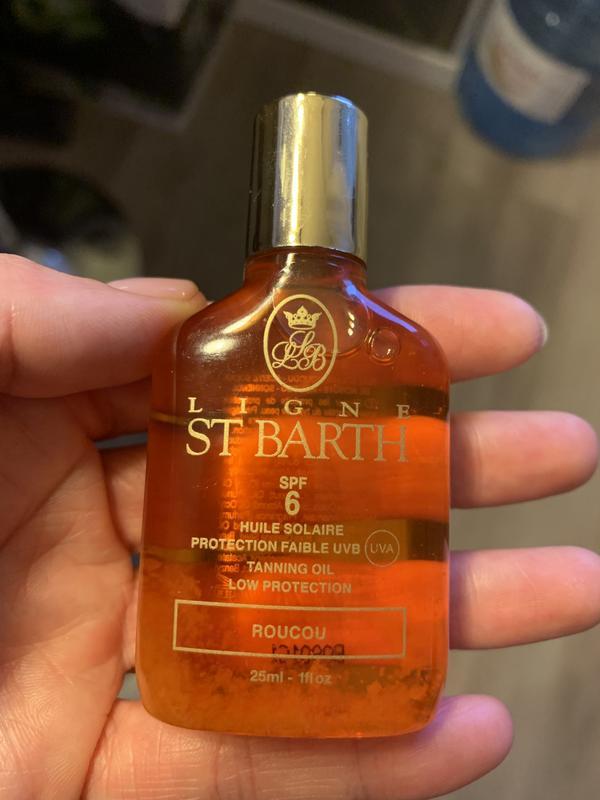 LSB
LIGNE
ST BARTH
SPF
6
HUILE SOLAIRE
PROTECTION FAIBLE UVB UVA
TANNING OIL
LOW PROTECTION
ROUCOU
25ml - 1fl oz